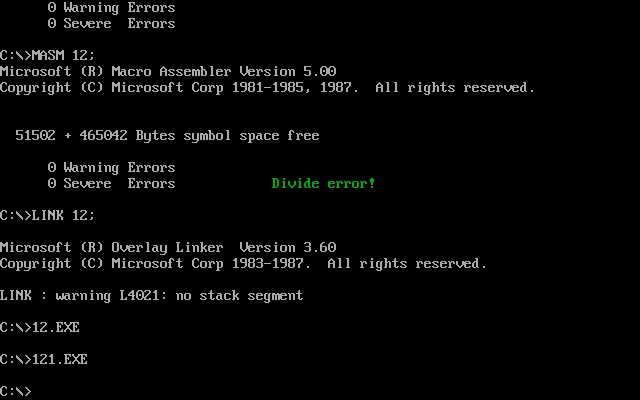 0 Warning Errors
0 Severe  Errors
C:\>MASM 12;
Microsoft (R) Macro Assembler Version 5.00
Copyright (C) Microsoft Corp 1981-1985, 1987.  All rights reserved.
51502 + 465042 Bytes symbol space free
0 Warning Errors
0 Severe  Errors            Divide error!
C:\>LINK 12;
Microsoft (R) Overlay Linker  Version 3.60
Copyright (C) Microsoft Corp 1983-1987.  All rights reserved.
LINK : warning L4021: no stack segment
C:\>12.EXE
C:\>121.EXE
C:\>